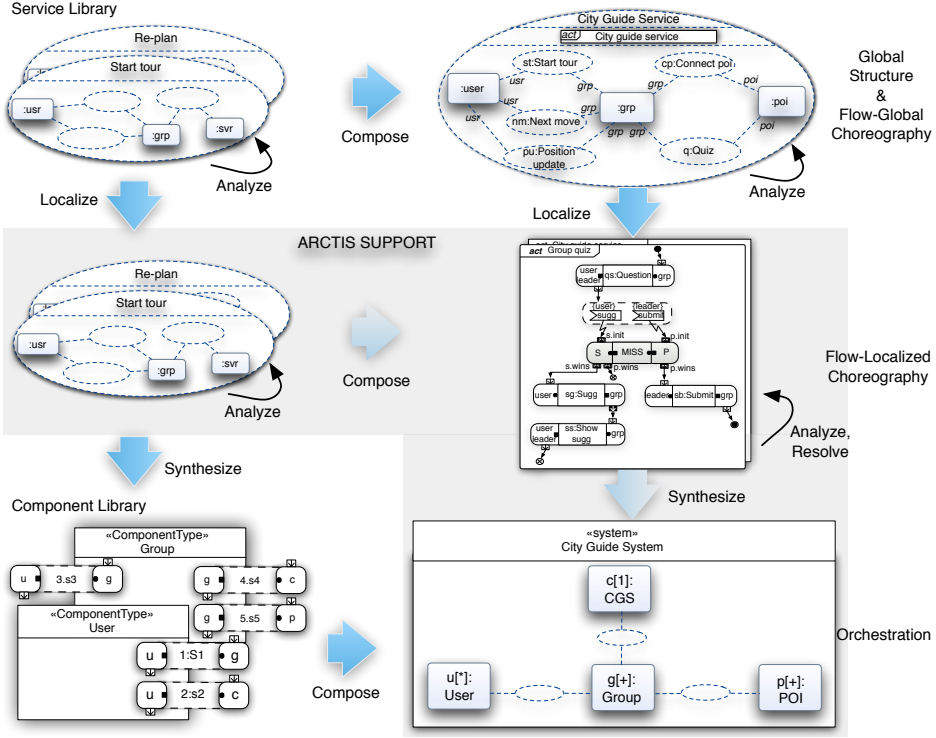 Service Library
Re-plan
Start tour
:usr
:grp
:svr
Analyze
Compose
City Guide Service
act City guide service
st:Start tour
cp:Connect poi
:user
usr
grp
grp
poi
:grp
:poi
usr
nm:Next move
grp
usr
grp
grp
poi
pu:Position
update
q:Quiz
Analyze
Global
Structure
&
Flow-Global
Choreography
Localize
Localize
ARCTIS SUPPORT
Re-plan
Start tour
:usr
:grp
:svr
Analyze
Compose
act City guide service
act Group quiz
user
leader
qs:Question
grp
{user}
sugg
{leader}
submit
s.init
p.init
S
MISS
P
s.wins
p.wins
p.wins
user
sg:Sugg
grp
leader
sb:Submit
grp
user
leader
ss:Show
sugg
grp
Flow-Localized
Choreography
Analyze,
Resolve
Synthesize
Synthesize
Component Library
«ComponentType»
Group
u
3.s3
g
g
4.s4
c
g
5.s5
p
«ComponentType»
User
u
1:S1
g
u
2:s2
c
Compose
«system»
City Guide System
c[1]:
CGS
u[*]:
User
g[+]:
Group
p[+]:
POI
Orchestration